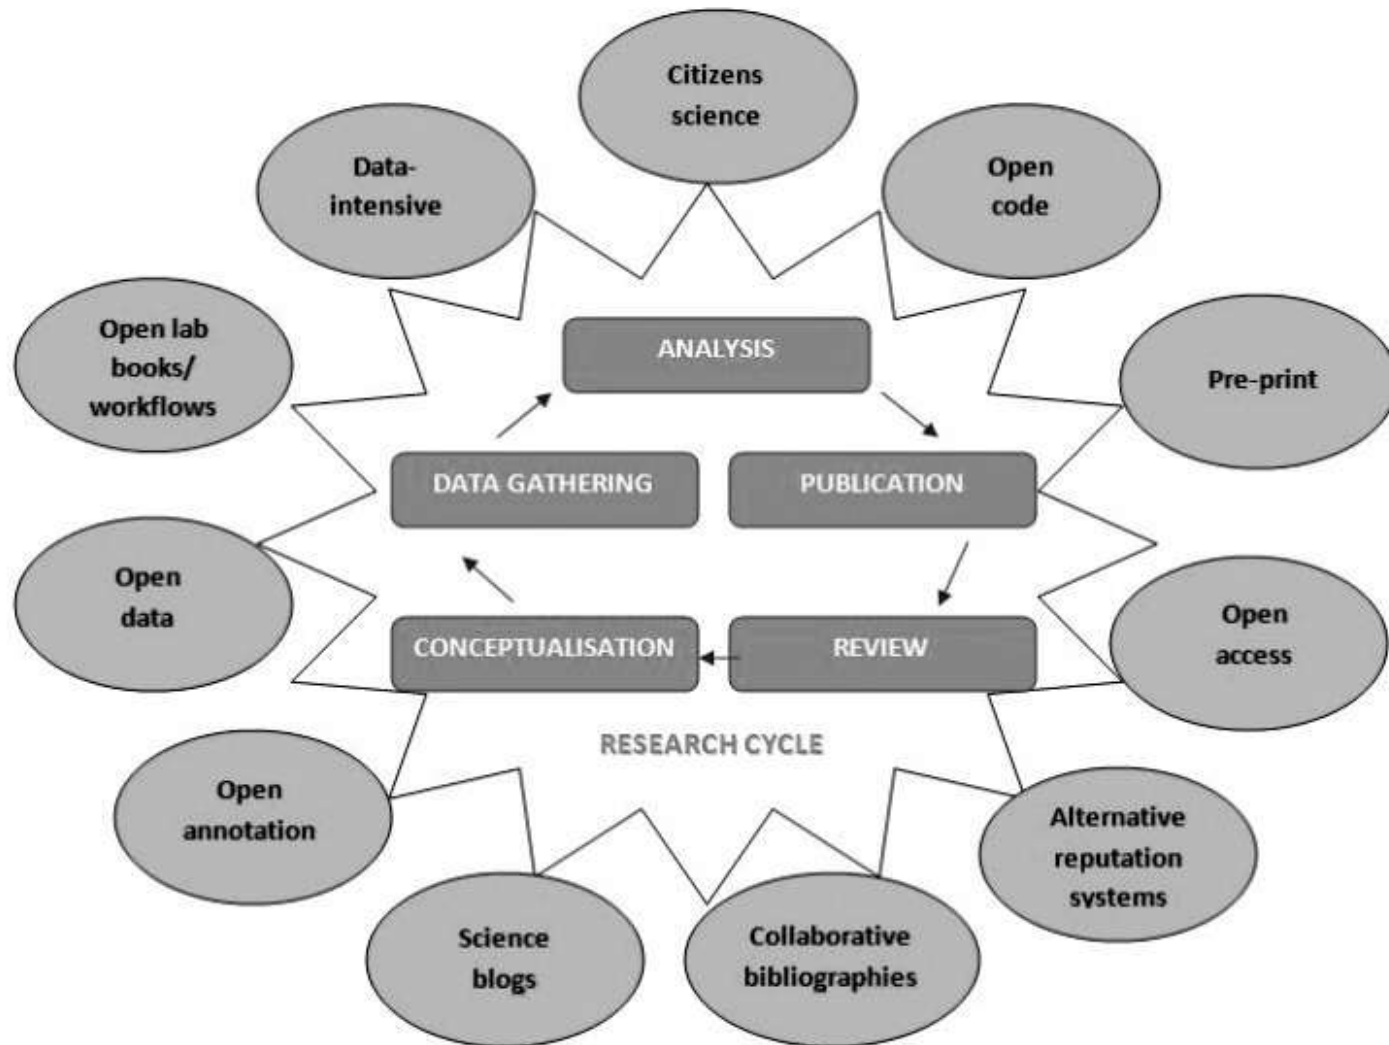 Citizens
science
Data-
intensive
Open
code
Open lab
books/
workflows
ANALYSIS
Pre-print
DATA GATHERING
PUBLICATION
Open
data
CONCEPTUALISATION
REVIEW
Open
access
RESEARCH CYCLE
Open
annotation
Alternative
reputation
systems
Science
blogs
Collaborative
bibliographies